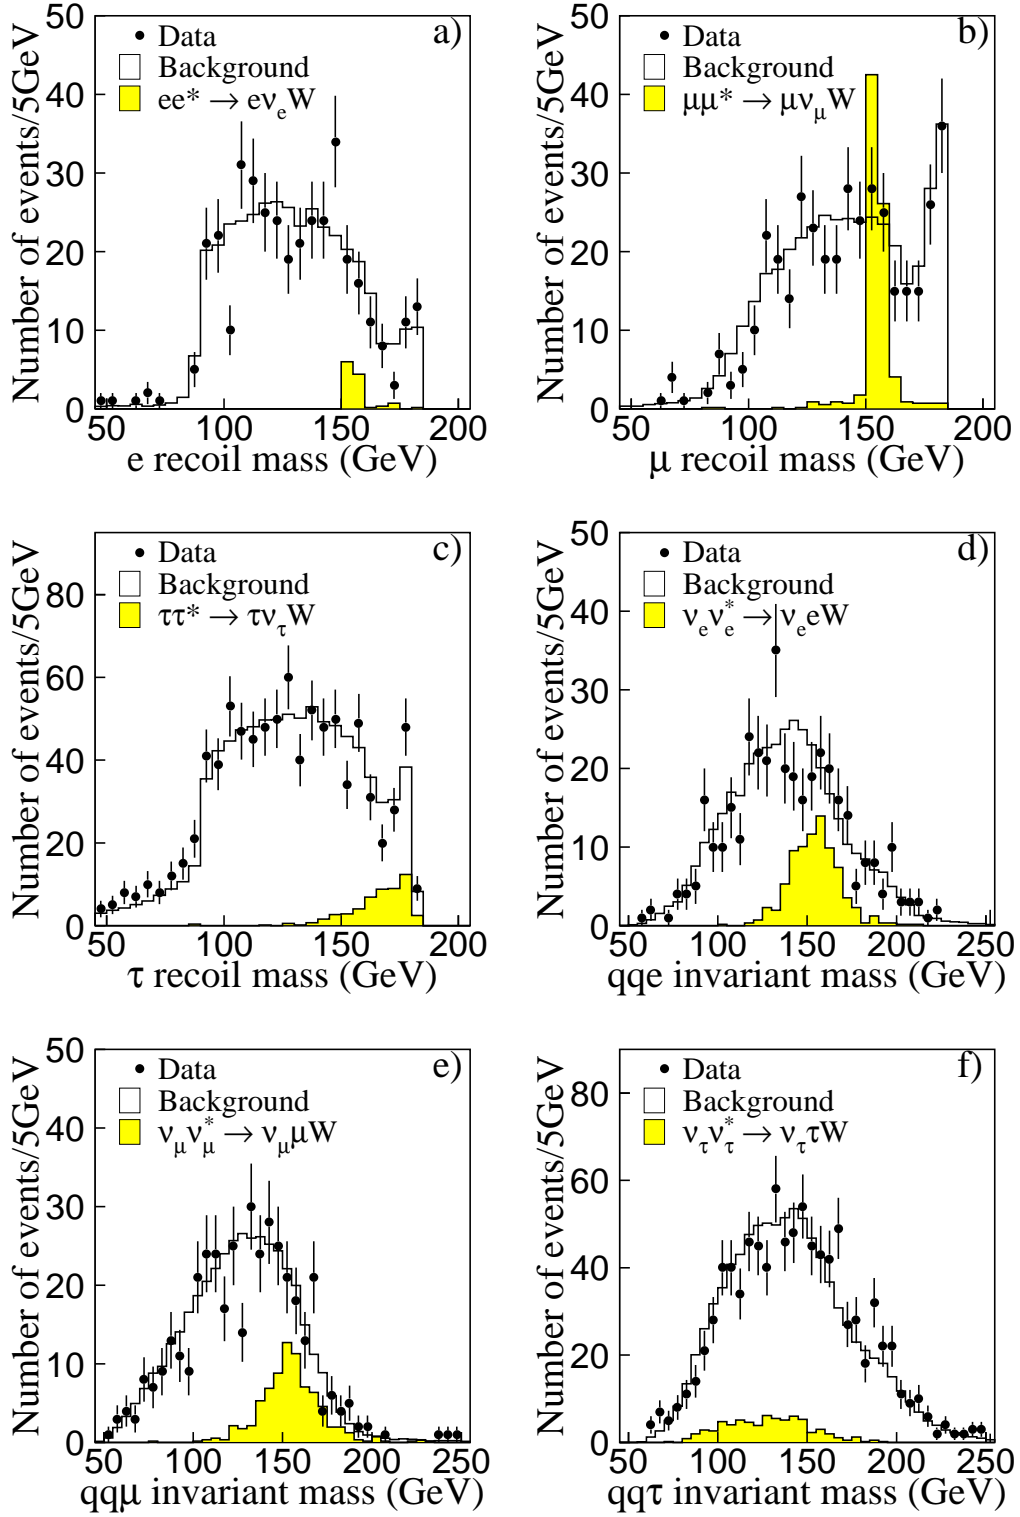 a)
Data
Background
ee* → eνₑW
Number of events/5GeV
50
40
30
20
10
0
50 100 150 200
e recoil mass (GeV)
b)
Data
Background
μμ* → μν_μW
Number of events/5GeV
50
40
30
20
10
0
50 100 150 200
μ recoil mass (GeV)
c)
Data
Background
ττ* → τν_τW
Number of events/5GeV
80
60
40
20
0
50 100 150 200
τ recoil mass (GeV)
d)
Data
Background
νₑνₑ* → νₑeW
Number of events/5GeV
50
40
30
20
10
0
50 100 150 200 250
qqe invariant mass (GeV)
e)
Data
Background
ν_μν_μ* → ν_μμW
Number of events/5GeV
50
40
30
20
10
0
50 100 150 200 250
qqμ invariant mass (GeV)
f)
Data
Background
ν_τν_τ* → ν_ττW
Number of events/5GeV
80
60
40
20
0
50 100 150 200 250
qqτ invariant mass (GeV)